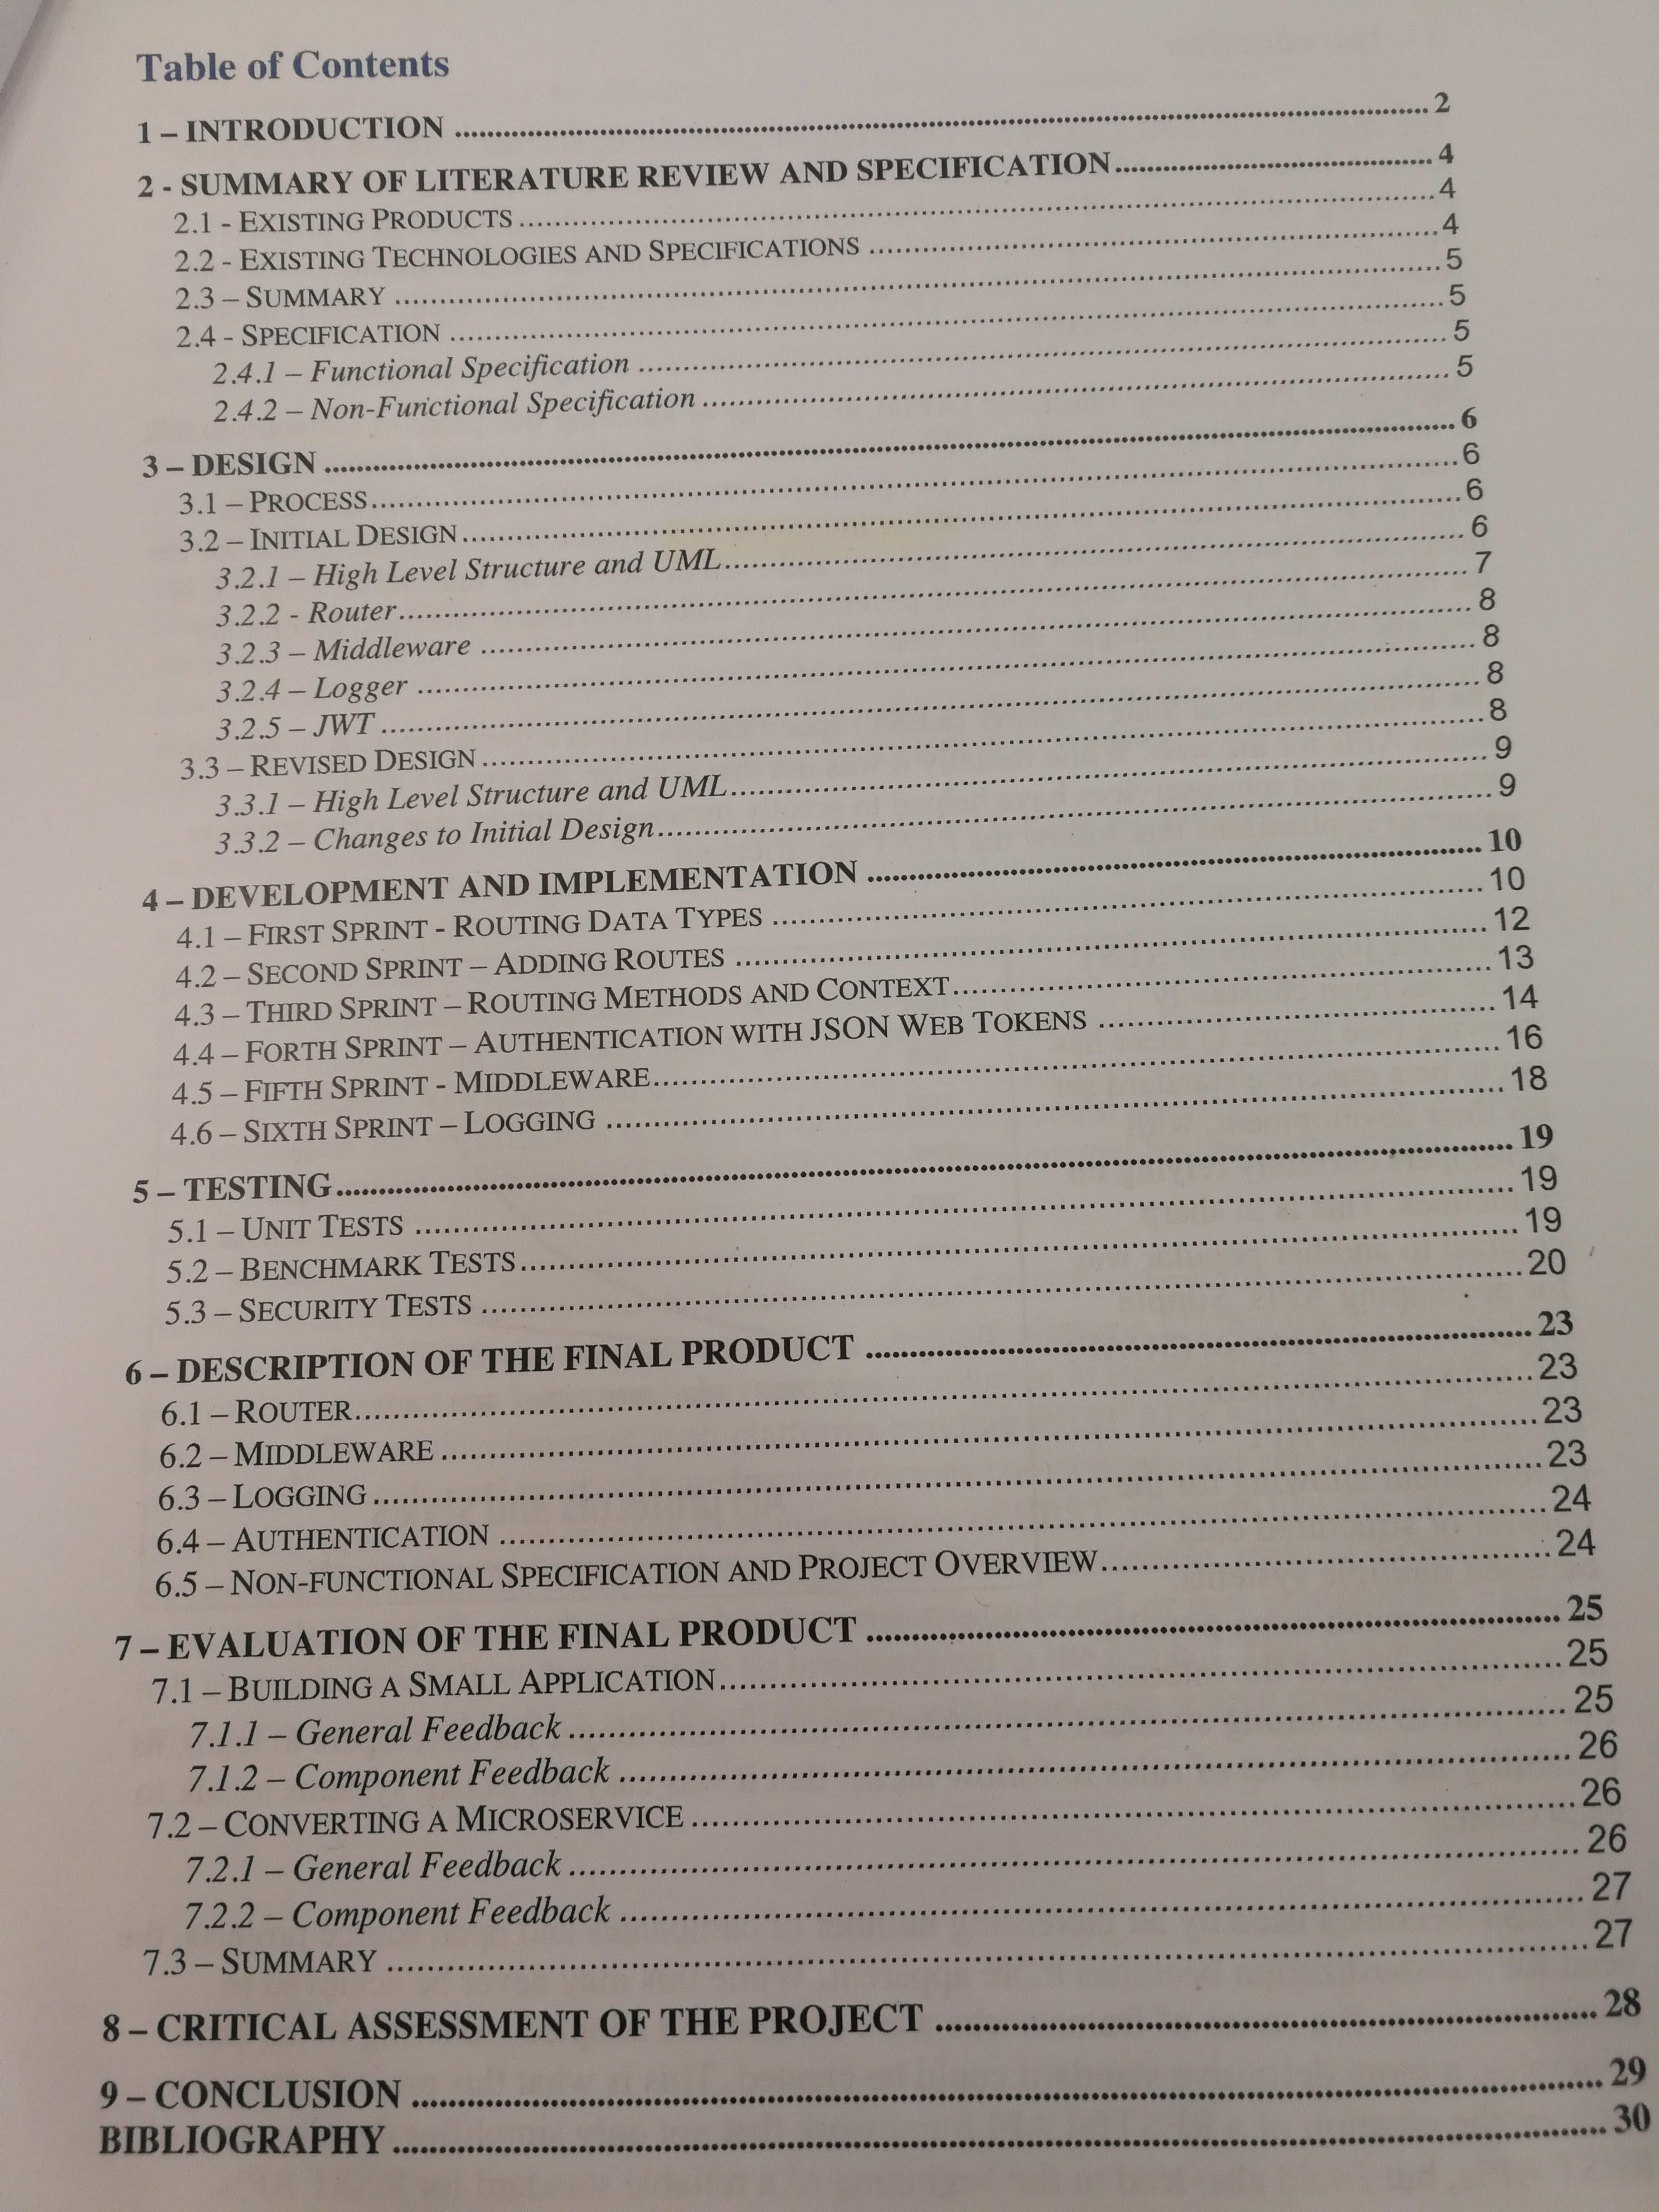 Table of Contents
1 – INTRODUCTION ........ 2
2 - SUMMARY OF LITERATURE REVIEW AND SPECIFICATION ........ 4
2.1 - EXISTING PRODUCTS ........ 4
2.2 - EXISTING TECHNOLOGIES AND SPECIFICATIONS ........ 4
2.3 – SUMMARY ........ 5
2.4 - SPECIFICATION ........ 5
2.4.1 – Functional Specification ........ 5
2.4.2 – Non-Functional Specification ........ 5
3 – DESIGN ........ 6
3.1 – PROCESS ........ 6
3.2 – INITIAL DESIGN ........ 6
3.2.1 – High Level Structure and UML ........ 6
3.2.2 - Router ........ 7
3.2.3 – Middleware ........ 8
3.2.4 – Logger ........ 8
3.2.5 – JWT ........ 8
3.3 – REVISED DESIGN ........ 8
3.3.1 – High Level Structure and UML ........ 9
3.3.2 – Changes to Initial Design ........ 9
4 – DEVELOPMENT AND IMPLEMENTATION ........ 10
4.1 – FIRST SPRINT - ROUTING DATA TYPES ........ 10
4.2 – SECOND SPRINT – ADDING ROUTES ........ 12
4.3 – THIRD SPRINT – ROUTING METHODS AND CONTEXT ........ 13
4.4 – FORTH SPRINT – AUTHENTICATION WITH JSON WEB TOKENS ........ 14
4.5 – FIFTH SPRINT - MIDDLEWARE ........ 16
4.6 – SIXTH SPRINT – LOGGING ........ 18
5 – TESTING ........ 19
5.1 – UNIT TESTS ........ 19
5.2 – BENCHMARK TESTS ........ 19
5.3 – SECURITY TESTS ........ 20
6 – DESCRIPTION OF THE FINAL PRODUCT ........ 23
6.1 – ROUTER ........ 23
6.2 – MIDDLEWARE ........ 23
6.3 – LOGGING ........ 23
6.4 – AUTHENTICATION ........ 24
6.5 – NON-FUNCTIONAL SPECIFICATION AND PROJECT OVERVIEW ........ 24
7 – EVALUATION OF THE FINAL PRODUCT ........ 25
7.1 – BUILDING A SMALL APPLICATION ........ 25
7.1.1 – General Feedback ........ 25
7.1.2 – Component Feedback ........ 26
7.2 – CONVERTING A MICROSERVICE ........ 26
7.2.1 – General Feedback ........ 26
7.2.2 – Component Feedback ........ 27
7.3 – SUMMARY ........ 27
8 – CRITICAL ASSESSMENT OF THE PROJECT ........ 28
9 – CONCLUSION ........ 29
BIBLIOGRAPHY ........ 30